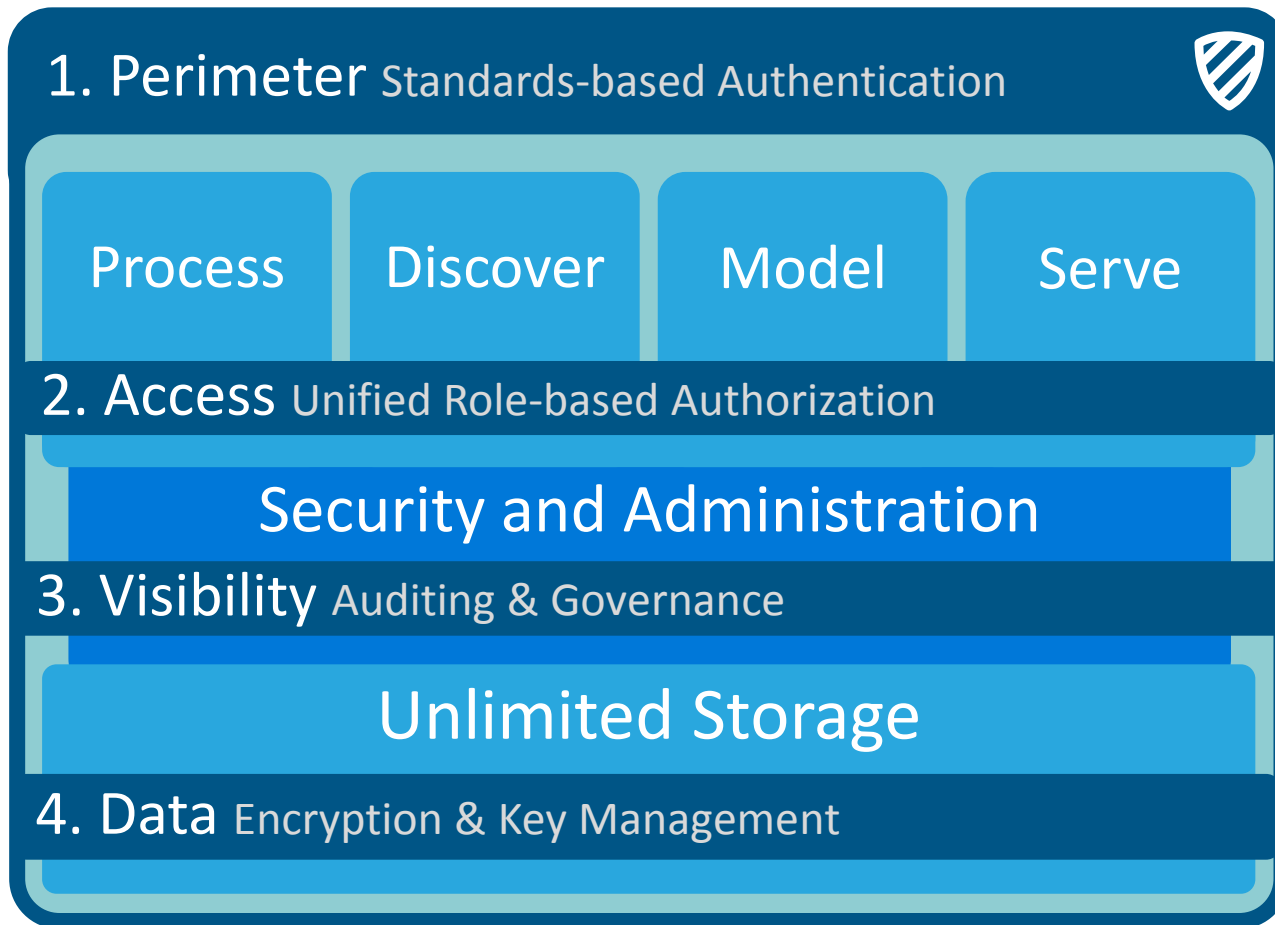 1. Perimeter Standards-based Authentication
Process Discover Model Serve
2. Access Unified Role-based Authorization
Security and Administration
3. Visibility Auditing & Governance
Unlimited Storage
4. Data Encryption & Key Management